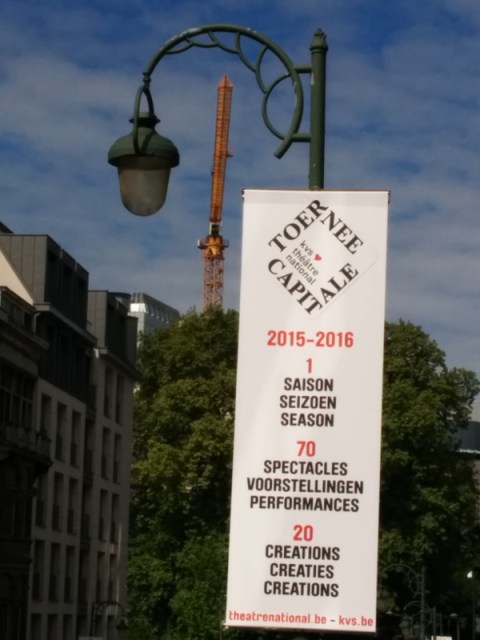 TOERNEE
kvs ♥
théâtre
national
CAPITALE
2015-2016
1
SAISON
SEIZOEN
SEASON
70
SPECTACLES
VOORSTELLINGEN
PERFORMANCES
20
CREATIONS
CREATIES
CREATIONS
theatrenational.be - kvs.be